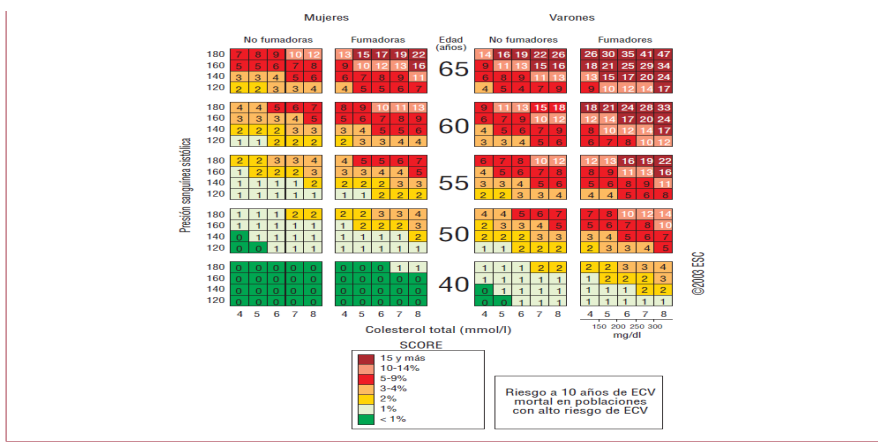 Mujeres Varones
No fumadoras Fumadoras Edad (años) No fumadores Fumadores
180 7 8 9 10 12 13 15 17 19 22 14 16 19 22 26 26 30 35 41 47
160 5 5 6 7 8 9 10 12 13 16 9 11 13 15 16 18 21 25 29 34
65
140 3 3 4 5 6 6 7 8 9 11 6 8 9 11 13 13 15 17 20 24
120 2 2 3 3 4 4 5 5 6 7 4 5 4 7 9 9 10 12 14 17
180 4 4 5 6 7 8 9 10 11 13 9 11 13 15 18 18 21 24 28 33
160 3 3 3 4 5 5 6 7 8 9 6 7 9 10 12 12 14 17 20 24
60
140 2 2 2 3 3 3 4 5 5 6 4 5 6 7 9 8 10 12 14 17
120 1 1 2 2 2 2 3 3 4 4 3 3 4 5 6 6 7 8 10 12
Presión sanguínea sistólica
180 2 2 3 3 4 4 5 5 6 7 6 7 8 10 12 12 13 16 19 22
160 1 2 2 2 3 3 3 4 4 5 4 5 6 7 8 8 9 11 13 16
55
140 1 1 1 1 2 2 2 2 3 3 3 3 4 5 6 5 6 8 9 11
120 1 1 1 1 1 1 1 2 2 2 2 2 3 3 4 4 4 5 6 8
180 1 1 1 2 2 2 2 3 3 4 4 4 5 6 7 7 8 10 12 14
160 1 1 1 1 1 1 2 2 2 3 2 3 3 4 5 5 6 7 8 10
50
140 0 1 1 1 1 1 1 1 1 2 2 2 2 3 3 3 4 5 6 7
120 0 0 1 1 1 1 1 1 1 1 1 1 2 2 2 2 3 3 4 5
180 0 0 0 0 0 0 0 0 1 1 1 1 1 2 2 2 2 3 3 4
160 0 0 0 0 0 0 0 0 0 0 1 1 1 1 1 1 2 2 2 3
40
140 0 0 0 0 0 0 0 0 0 0 0 1 1 1 1 1 1 1 2 2
120 0 0 0 0 0 0 0 0 0 0 0 0 1 1 1 1 1 1 1 1
4 5 6 7 8 4 5 6 7 8 4 5 6 7 8 4 5 6 7 8
150 200 250 300
mg/dl
Colesterol total (mmol/l)
©2003 ESC
SCORE
15 y más
10-14%
5-9%
3-4%
2%
1%
< 1%
Riesgo a 10 años de ECV
mortal en poblaciones
con alto riesgo de ECV